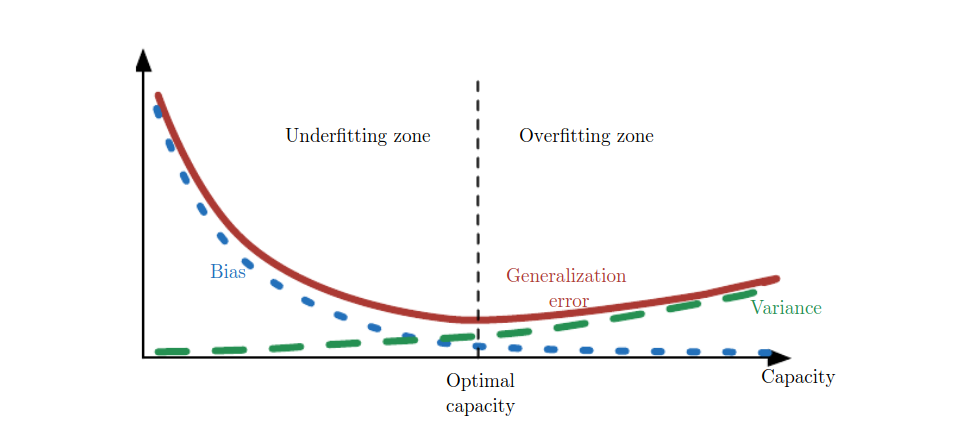 Underfitting zone
Overfitting zone
Bias
Generalization
error
Variance
Optimal
capacity
Capacity